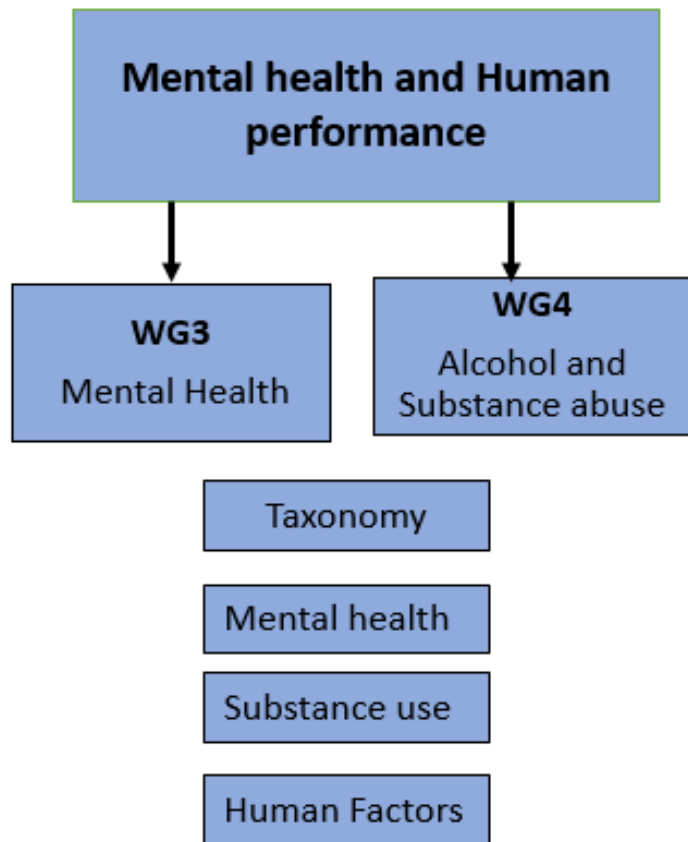 Mental health and Human
performance
WG3
Mental Health
WG4
Alcohol and
Substance abuse
Taxonomy
Mental health
Substance use
Human Factors